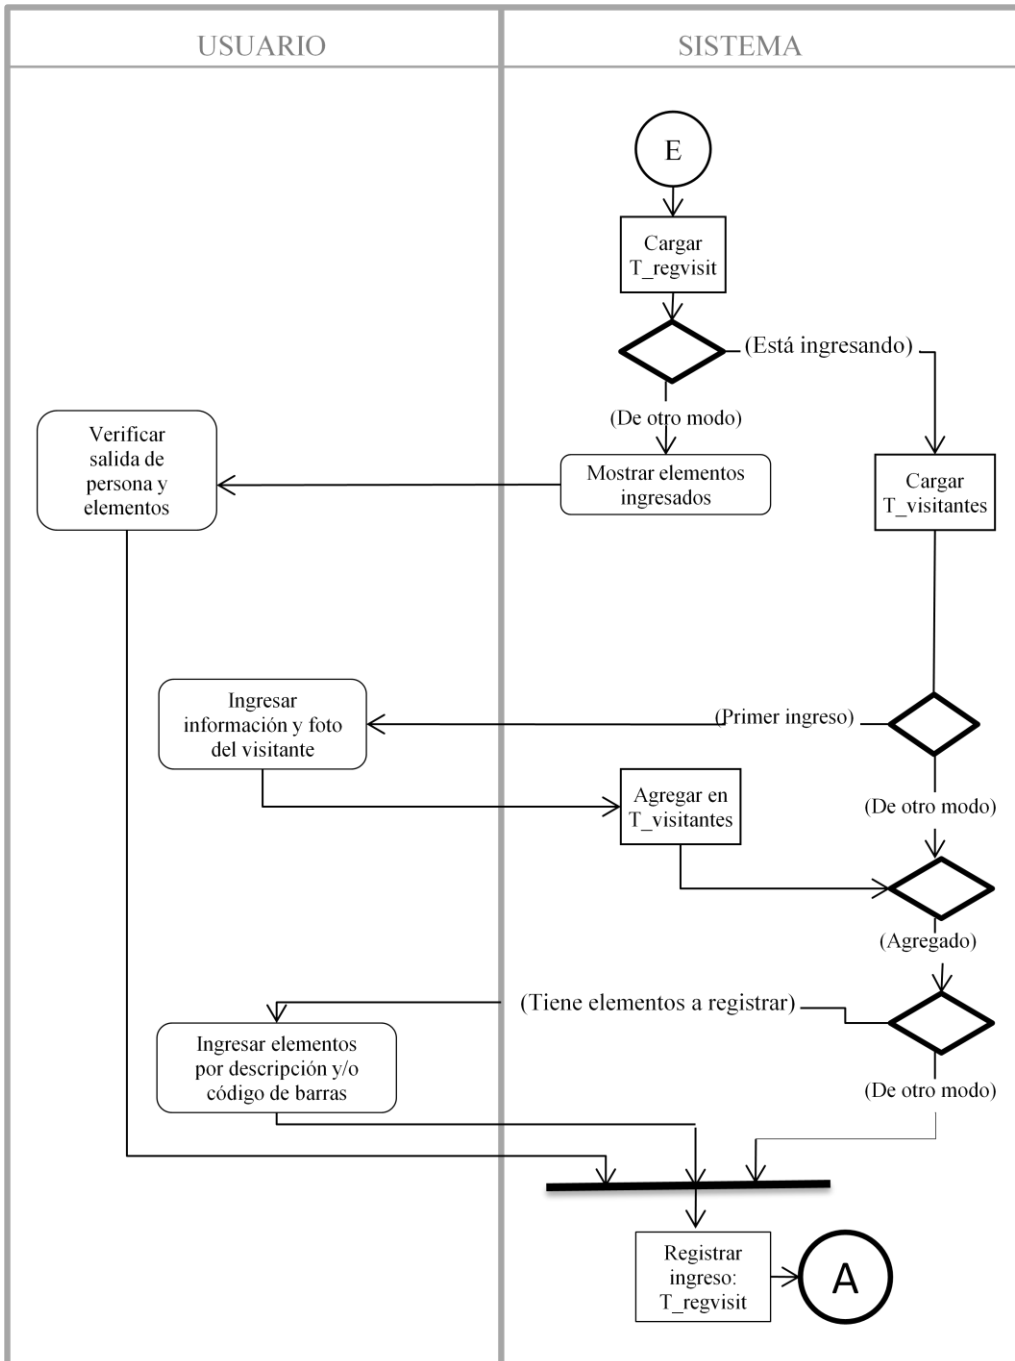 USUARIO
SISTEMA
E
Cargar
T_regvisit
(Está ingresando)
(De otro modo)
Verificar
salida de
persona y
elementos
Mostrar elementos
ingresados
Cargar
T_visitantes
Ingresar
información y foto
del visitante
(Primer ingreso)
Agregar en
T_visitantes
(De otro modo)
(Agregado)
(Tiene elementos a registrar)
Ingresar elementos
por descripción y/o
código de barras
(De otro modo)
Registrar
ingreso:
T_regvisit
A